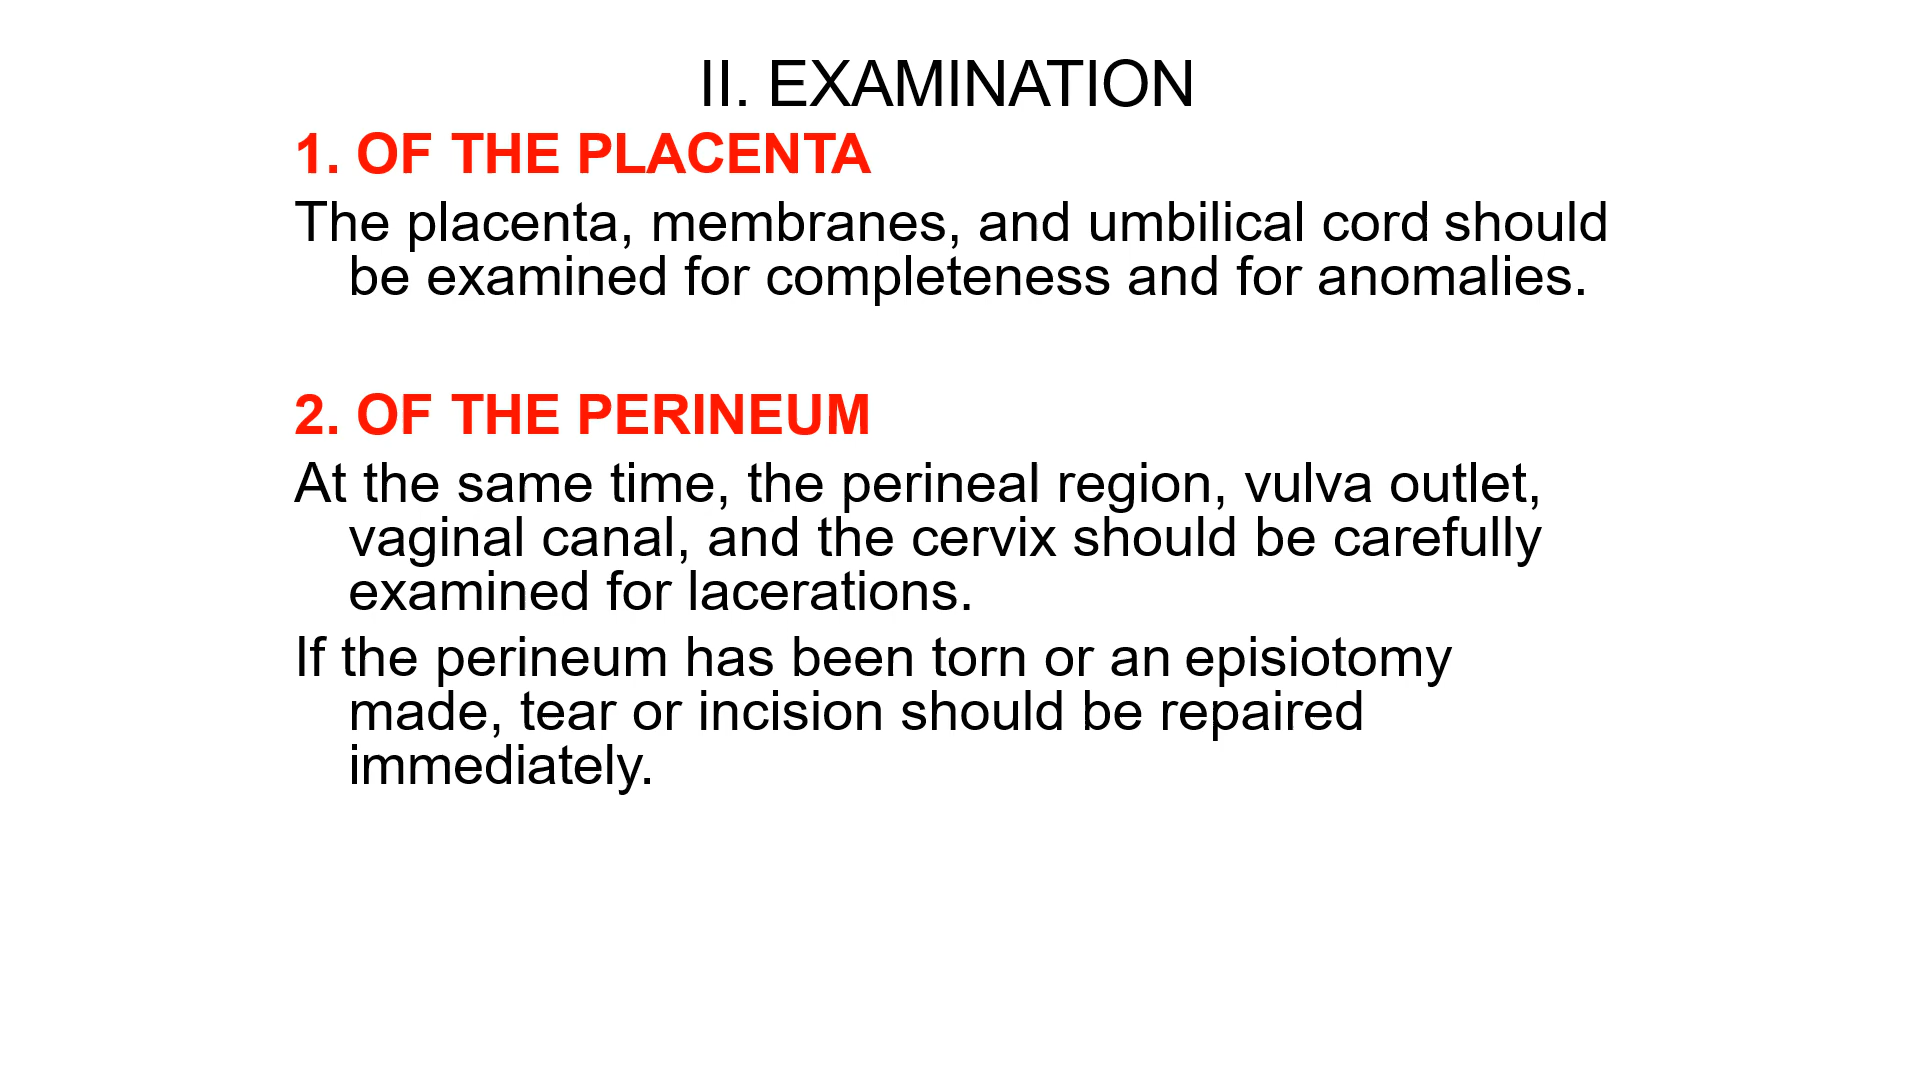 II. EXAMINATION
1. OF THE PLACENTA
The placenta, membranes, and umbilical cord should
be examined for completeness and for anomalies.
2. OF THE PERINEUM
At the same time, the perineal region, vulva outlet,
vaginal canal, and the cervix should be carefully
examined for lacerations.
If the perineum has been torn or an episiotomy
made, tear or incision should be repaired
immediately.